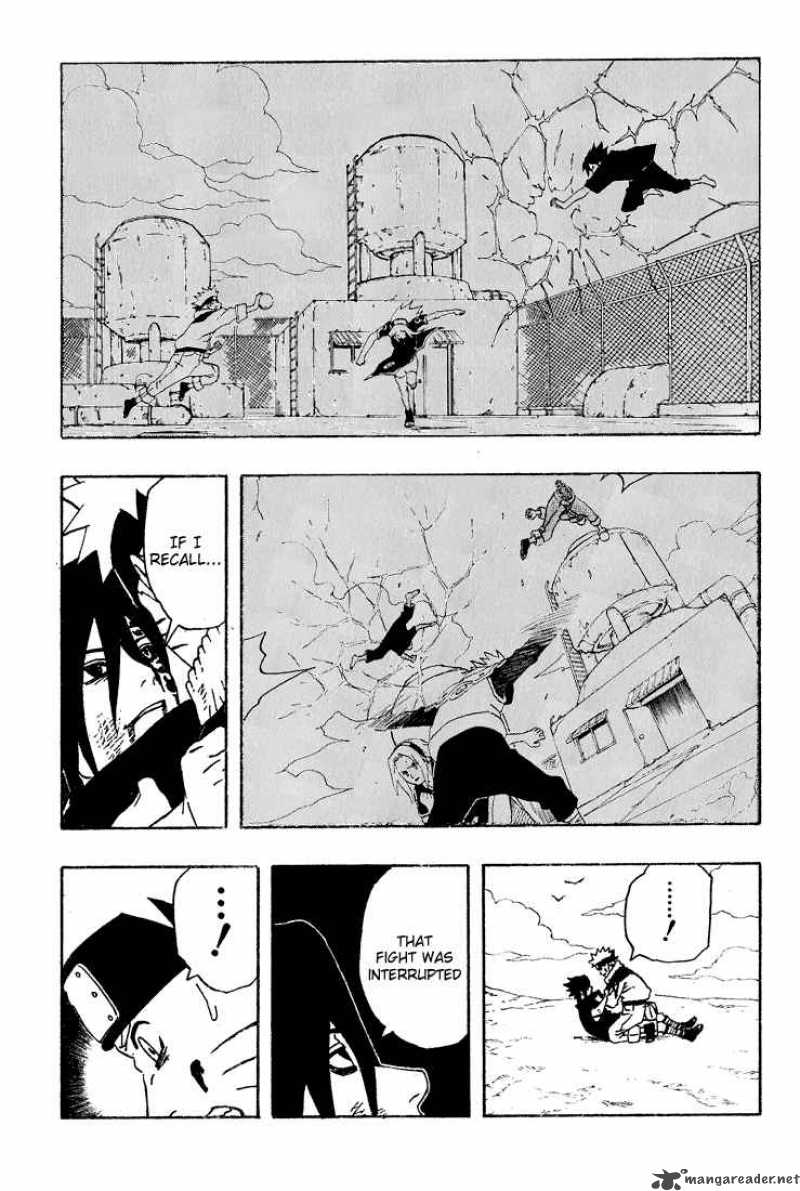 IF I
RECALL...
......!
THAT
FIGHT WAS
INTERRUPTED
......!
mangareader.net